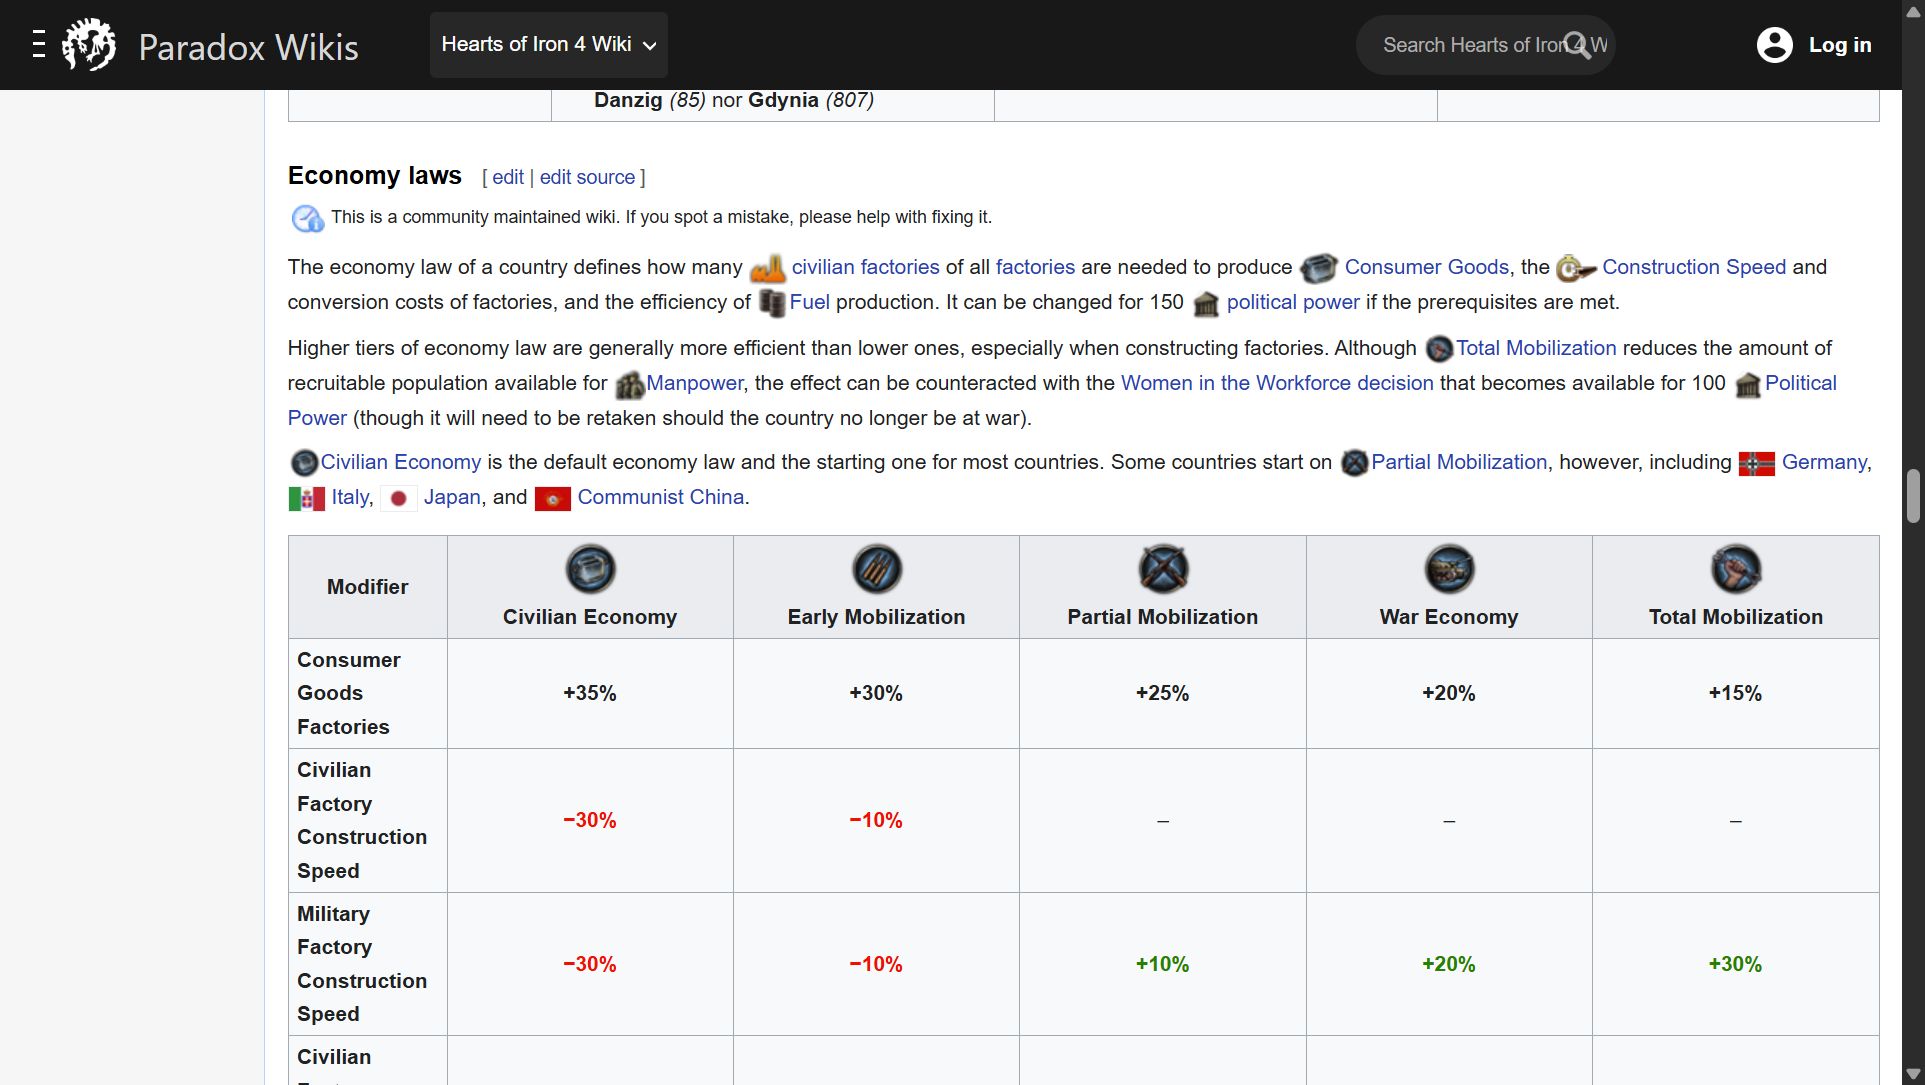 Paradox Wikis
Hearts of Iron 4 Wiki
Search Hearts of Iron 4 W
Log in
Danzig (85) nor Gdynia (807)
Economy laws [ edit | edit source ]
This is a community maintained wiki. If you spot a mistake, please help with fixing it.
The economy law of a country defines how many civilian factories of all factories are needed to produce Consumer Goods, the Construction Speed and
conversion costs of factories, and the efficiency of Fuel production. It can be changed for 150 political power if the prerequisites are met.
Higher tiers of economy law are generally more efficient than lower ones, especially when constructing factories. Although Total Mobilization reduces the amount of
recruitable population available for Manpower, the effect can be counteracted with the Women in the Workforce decision that becomes available for 100 Political
Power (though it will need to be retaken should the country no longer be at war).
Civilian Economy is the default economy law and the starting one for most countries. Some countries start on Partial Mobilization, however, including Germany,
Italy, Japan, and Communist China.
Modifier
Civilian Economy
Early Mobilization
Partial Mobilization
War Economy
Total Mobilization
Consumer
Goods
Factories
+35%
+30%
+25%
+20%
+15%
Civilian
Factory
Construction
Speed
−30%
−10%
–
–
–
Military
Factory
Construction
Speed
−30%
−10%
+10%
+20%
+30%
Civilian